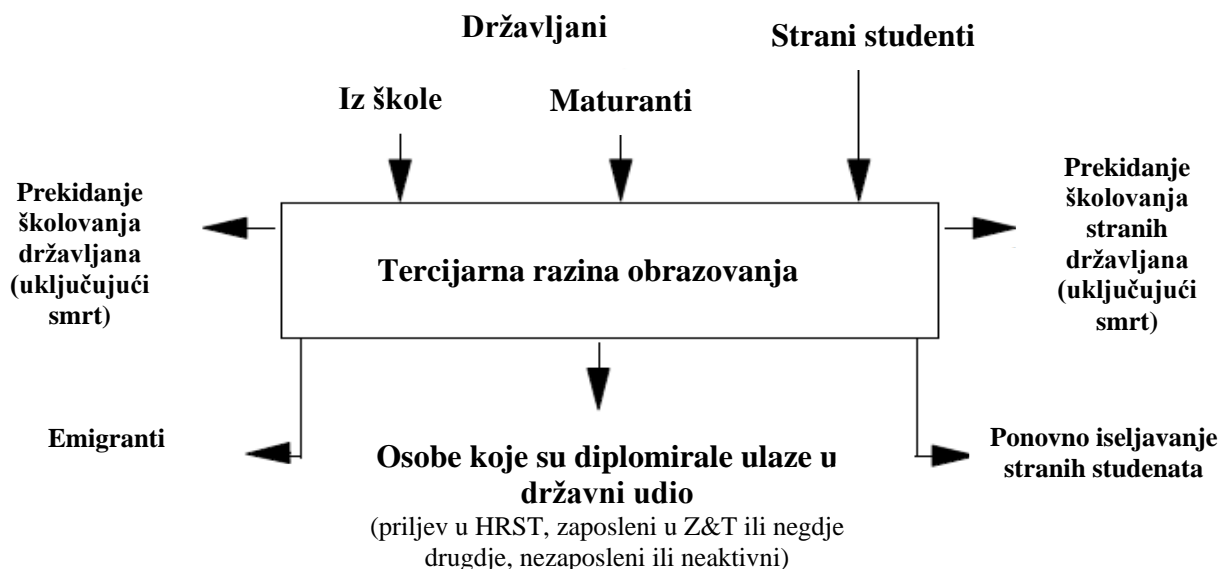 Državljani
Strani studenti
Iz škole
Maturanti
Prekidanje
školovanja
državljana
(uključujući
smrt)
Tercijarna razina obrazovanja
Prekidanje
školovanja
stranih
državljana
(uključujući
smrt)
Emigranti
Osobe koje su diplomirale ulaze u
državni udio
(priljev u HRST, zaposleni u Z&T ili negdje
drugdje, nezaposleni ili neaktivni)
Ponovno iseljavanje
stranih studenata